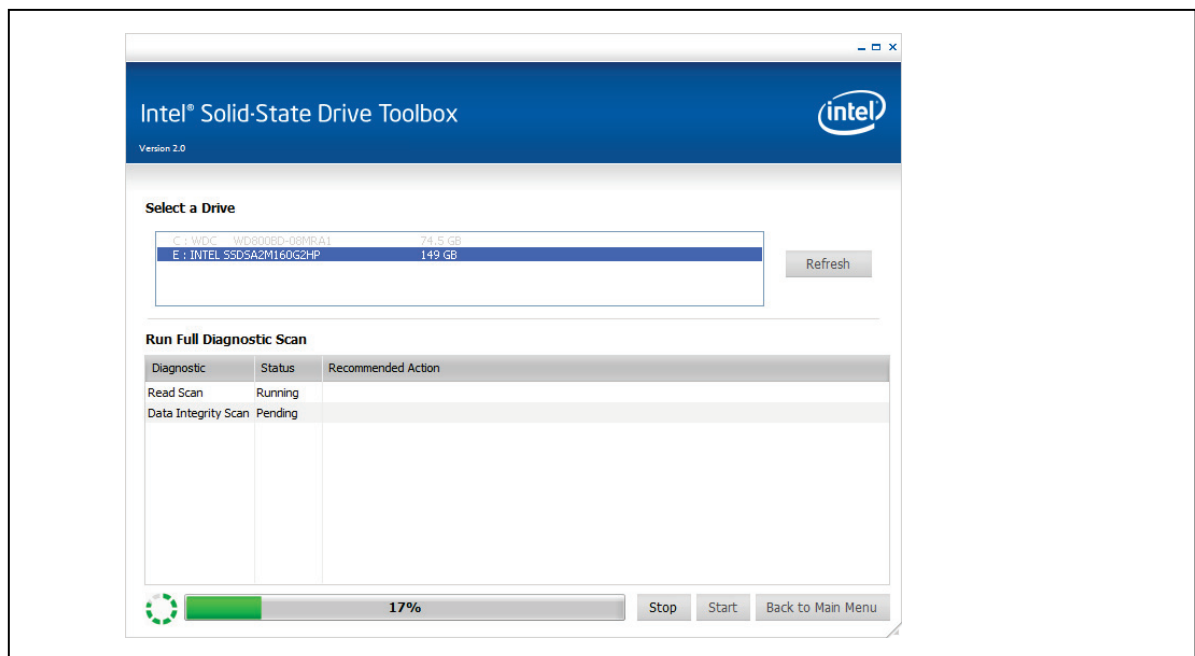 Intel® Solid-State Drive Toolbox
intel
Version 2.0
Select a Drive
C : WDC WD800BD-08MRA1 74.5 GB
E : INTEL SSDSA2M160G2HP 149 GB
Refresh
Run Full Diagnostic Scan
Diagnostic Status Recommended Action
Read Scan Running
Data Integrity Scan Pending
17% Stop Start Back to Main Menu